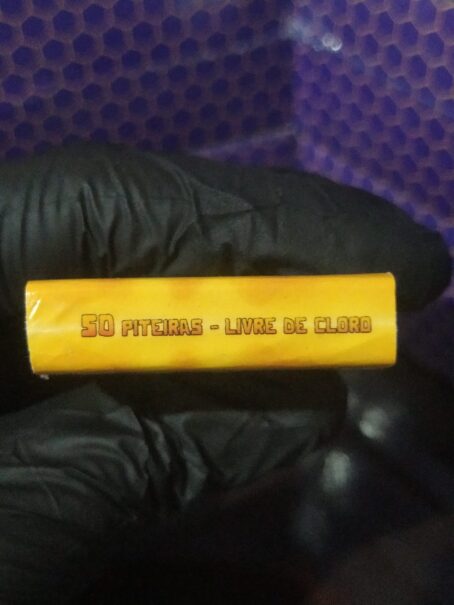 50 PITEIRAS - LIVRE DE CLORO